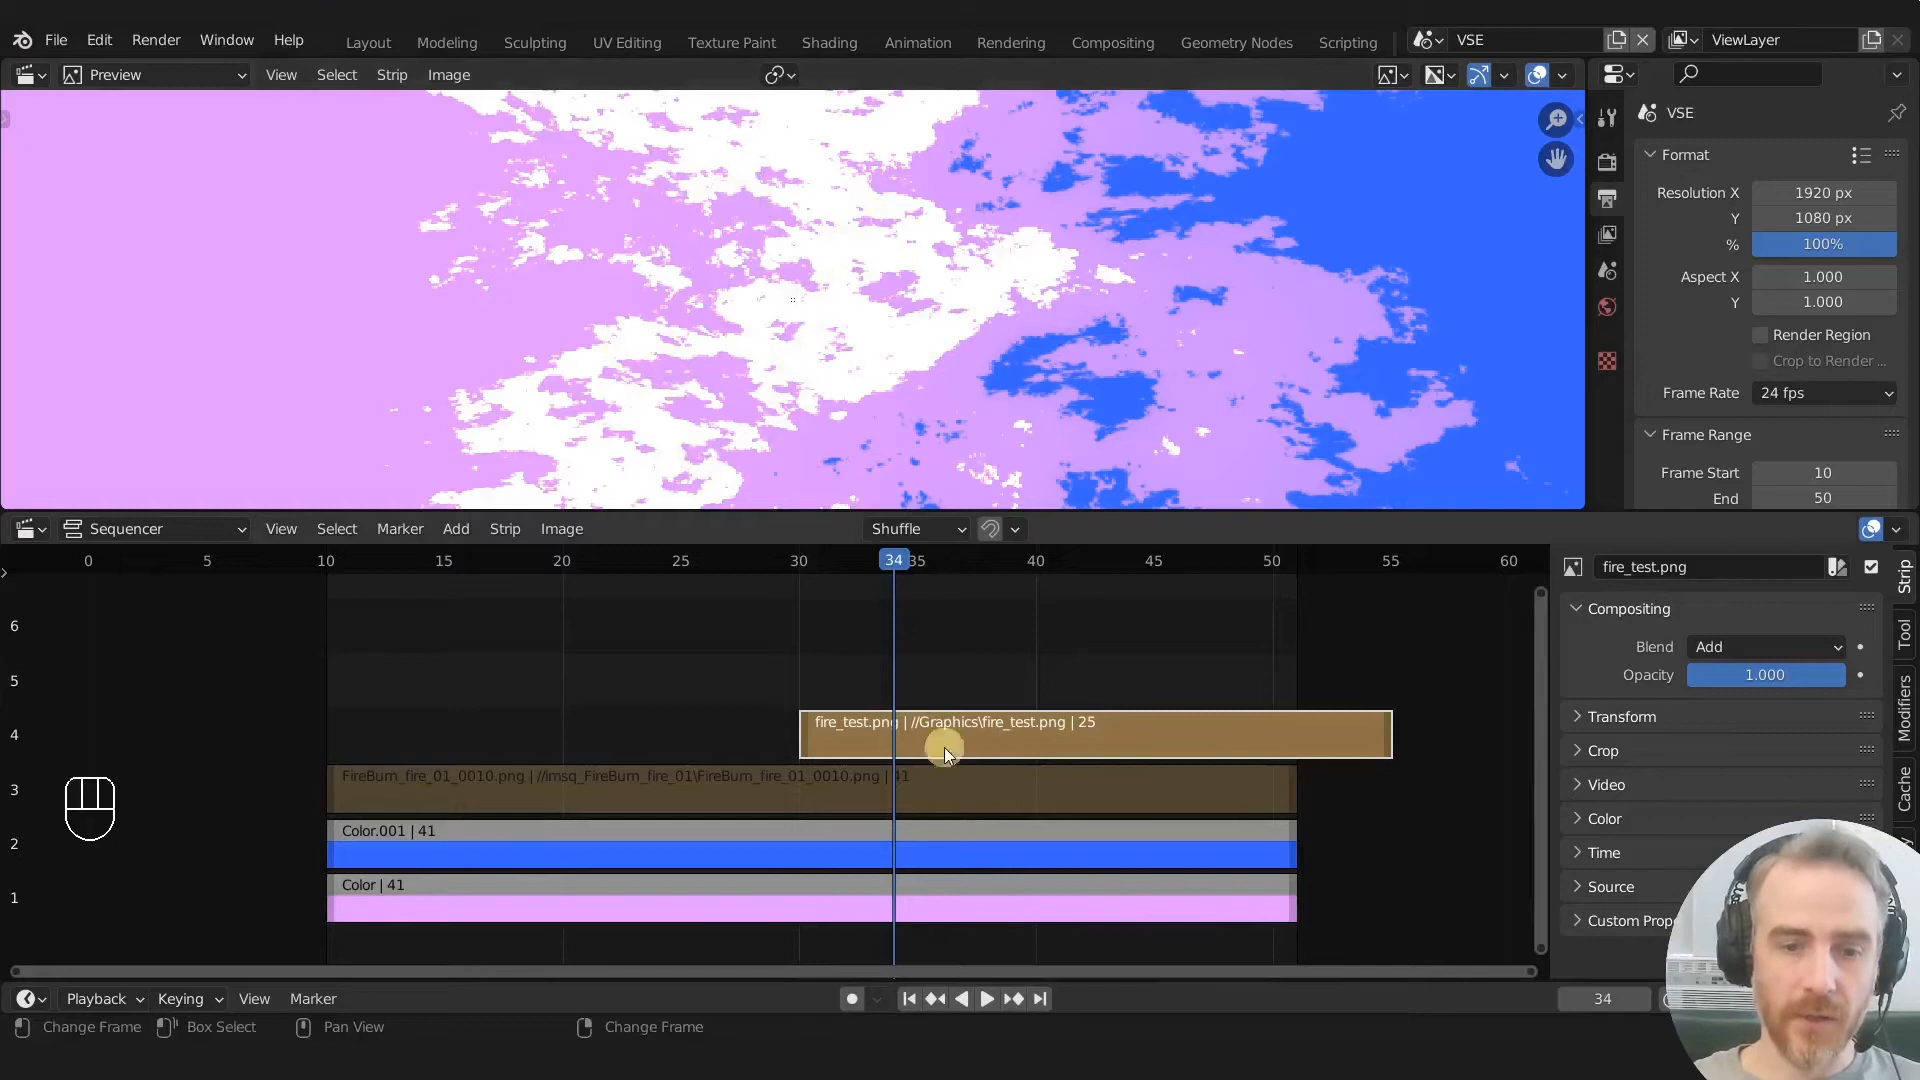 File Edit Render Window Help Layout Modeling Sculpting UV Editing Texture Paint Shading Animation Rendering Compositing Geometry Nodes Scripting VSE ViewLayer
Preview View Select Strip Image
VSE
Format
Resolution X 1920 px
Y 1080 px
% 100%
Aspect X 1.000
Y 1.000
Render Region
Crop to Render ...
Frame Rate 24 fps
Frame Range
Frame Start 10
End 50
Sequencer View Select Marker Add Strip Image Shuffle
0 5 10 15 20 25 30 34 35 40 45 50 55 60
6
5
4
3
2
1
fire_test.png | //Graphics\fire_test.png | 25
FireBum_fire_01_0010.png | //imsq_FireBum_fire_01\FireBum_fire_01_0010.png | 41
Color.001 | 41
Color | 41
fire_test.png
Compositing
Blend Add
Opacity 1.000
Transform
Crop
Video
Color
Time
Source
Custom Prop
Strip
Tool
Modifiers
Cache
Playback Keying View Marker 34
Change Frame Box Select Pan View Change Frame